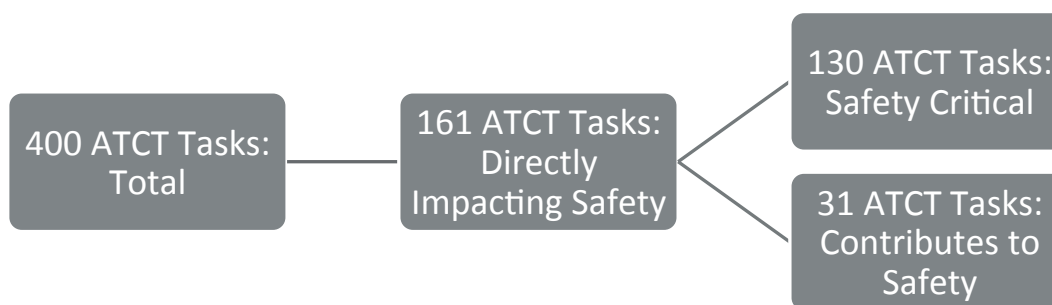 400 ATCT Tasks:
Total
161 ATCT Tasks:
Directly
Impacting Safety
130 ATCT Tasks:
Safety Critical
31 ATCT Tasks:
Contributes to
Safety